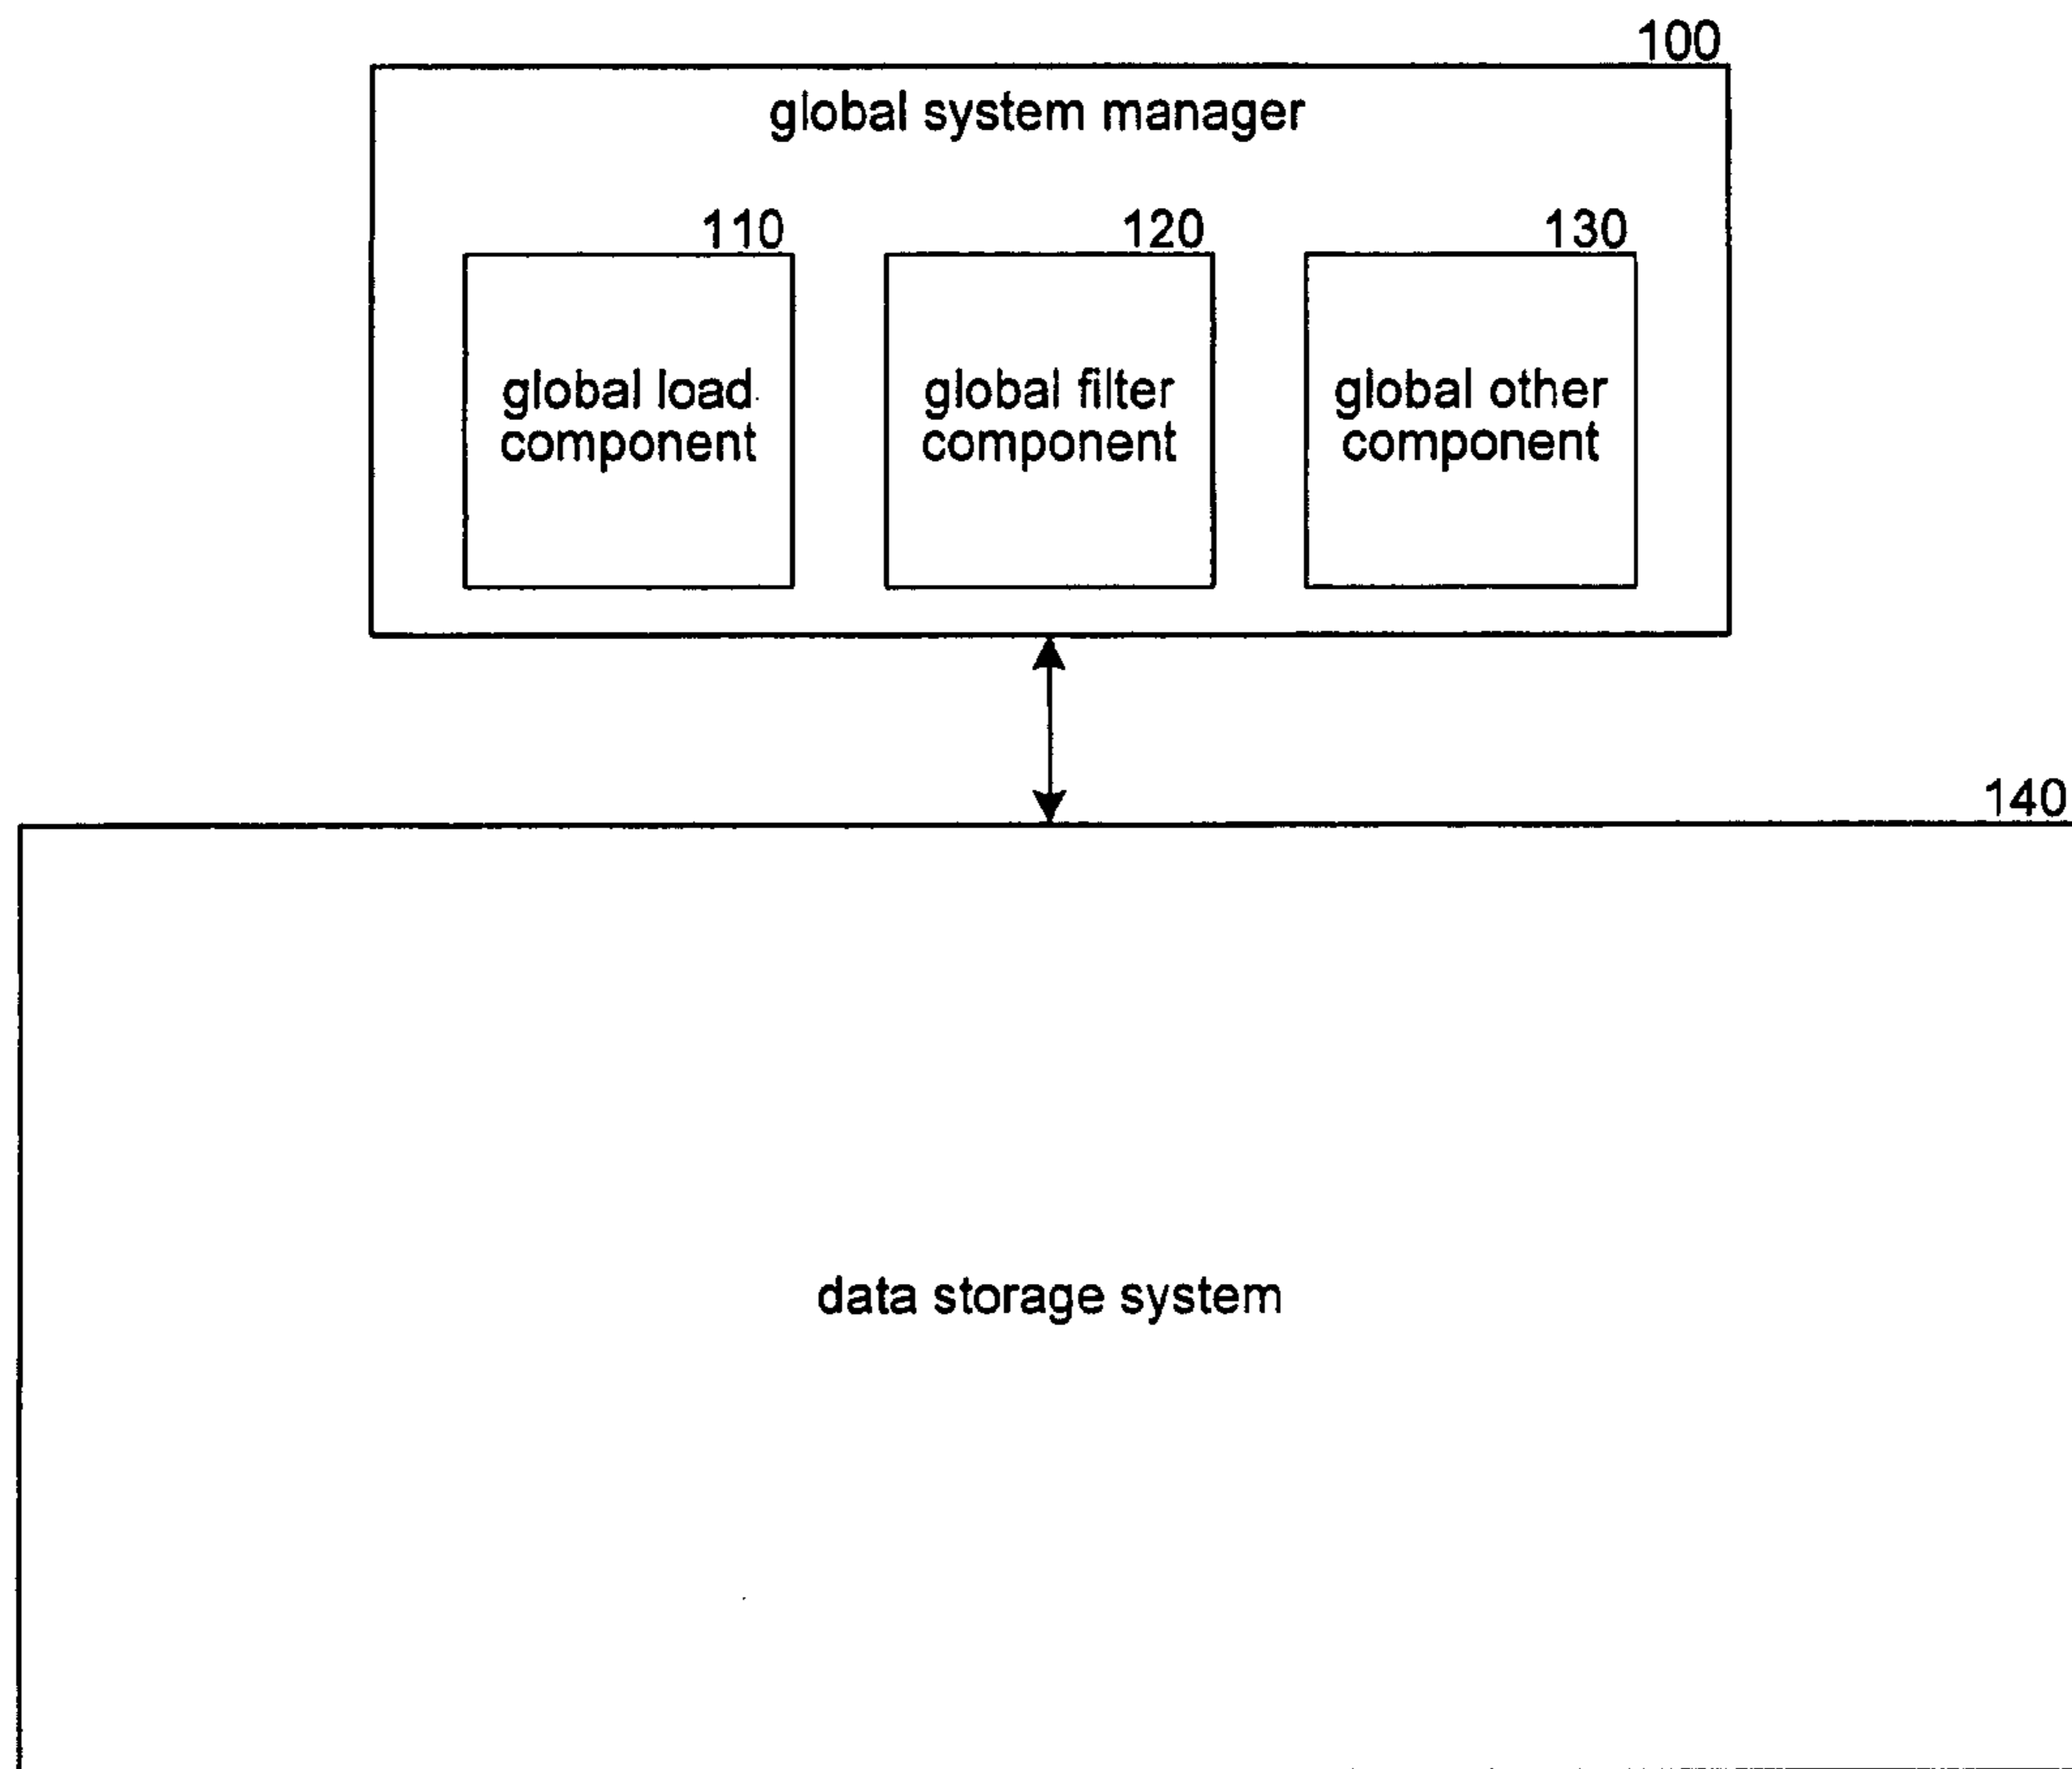 100
global system manager
110
120
130
global load
component
global filter
component
global other
component
140
data storage system